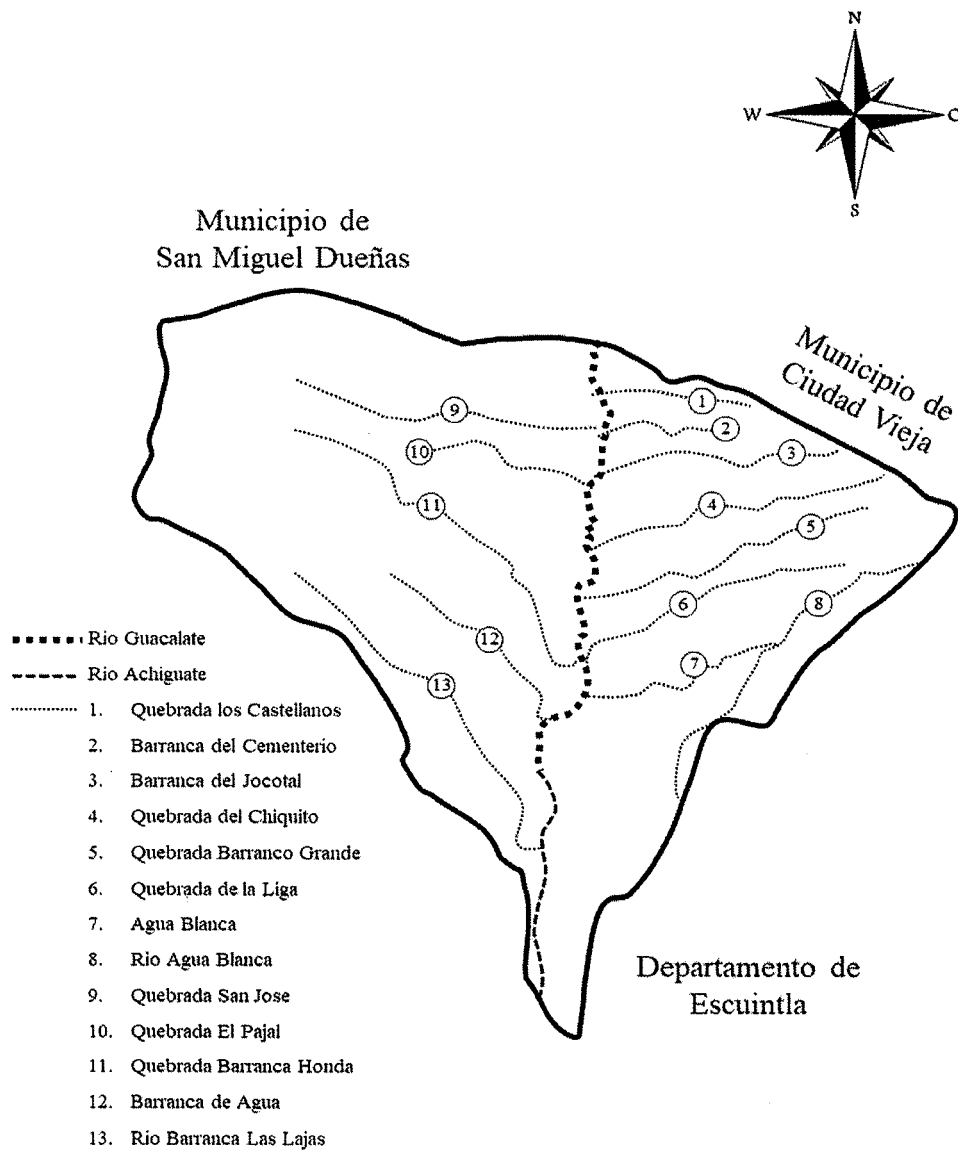 N
W
O
S
Municipio de
San Miguel Dueñas
Municipio de
Ciudad Vieja
1
9
2
10
3
11
4
5
6
8
12
7
13
Rio Guacalate
Rio Achiguate
1. Quebrada los Castellanos
2. Barranca del Cementerio
3. Barranca del Jocotal
4. Quebrada del Chiquito
5. Quebrada Barranco Grande
6. Quebrada de la Liga
7. Agua Blanca
8. Rio Agua Blanca
9. Quebrada San Jose
10. Quebrada El Pajal
11. Quebrada Barranca Honda
12. Barranca de Agua
13. Rio Barranca Las Lajas
Departamento de
Escuintla